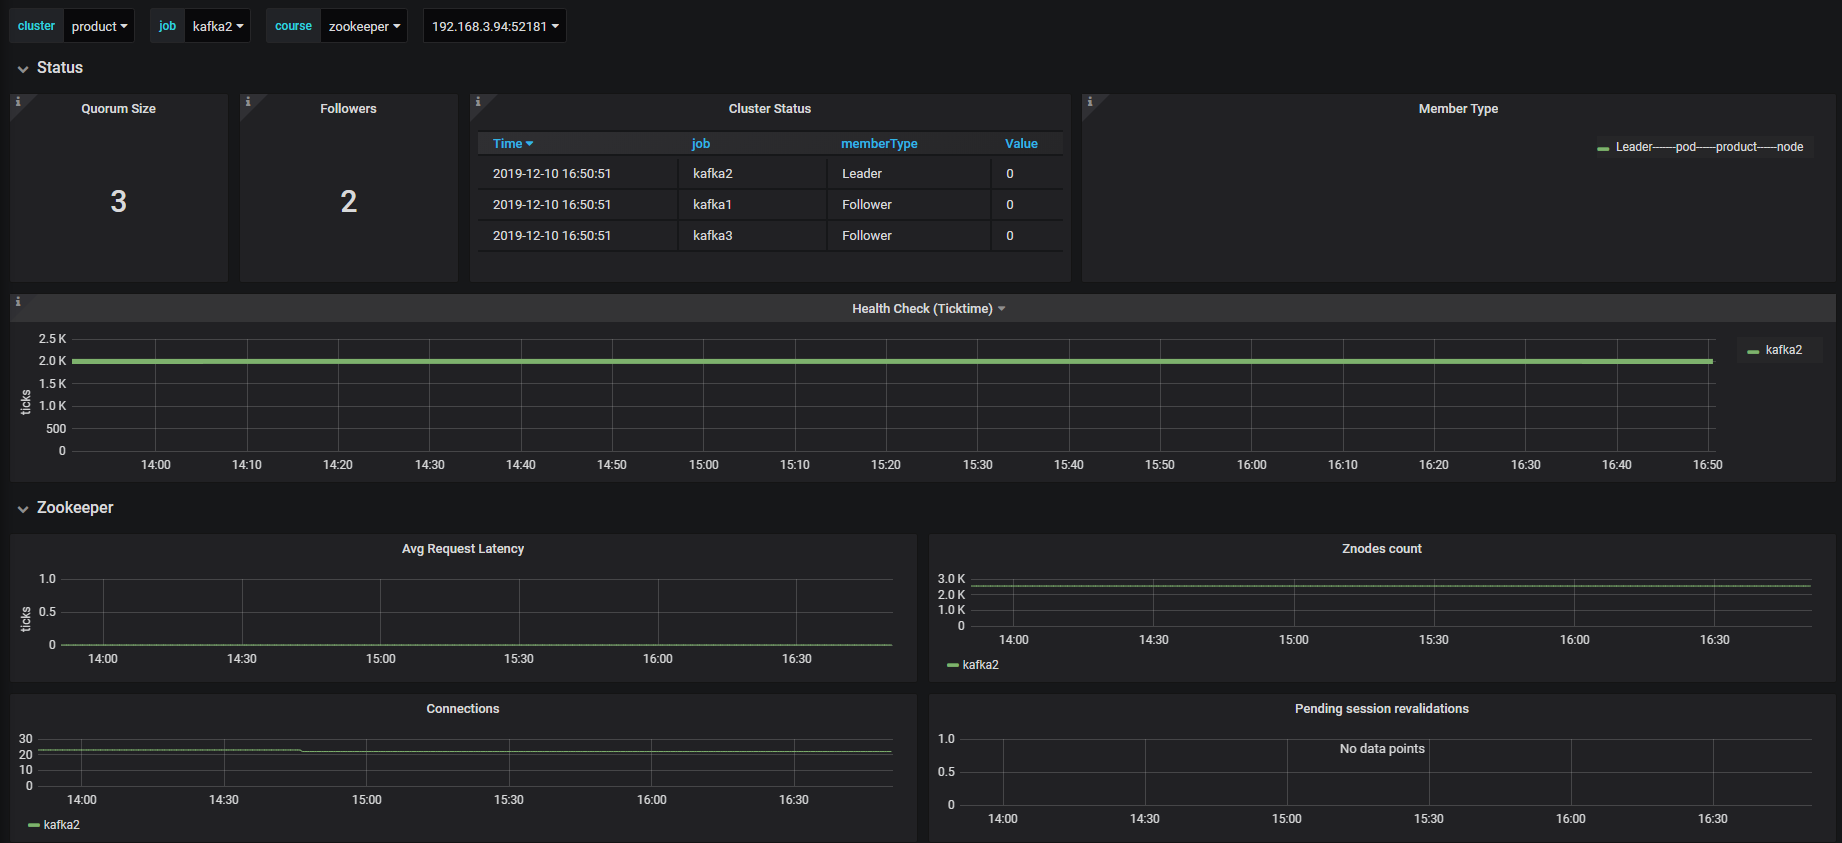 cluster product job kafka2 course zookeeper 192.168.3.94:52181
Status
Quorum Size
3
Followers
2
Cluster Status
Time job memberType Value
2019-12-10 16:50:51 kafka2 Leader 0
2019-12-10 16:50:51 kafka1 Follower 0
2019-12-10 16:50:51 kafka3 Follower 0
Member Type
Leader-------pod------product------node
Health Check (Ticktime)
ticks
2.5 K
2.0 K
1.5 K
1.0 K
500
0
14:00 14:10 14:20 14:30 14:40 14:50 15:00 15:10 15:20 15:30 15:40 15:50 16:00 16:10 16:20 16:30 16:40 16:50
kafka2
Zookeeper
Avg Request Latency
ticks
1.0
0.5
0
14:00 14:30 15:00 15:30 16:00 16:30
Znodes count
3.0 K
2.0 K
1.0 K
0
14:00 14:30 15:00 15:30 16:00 16:30
kafka2
Connections
30
20
10
0
14:00 14:30 15:00 15:30 16:00 16:30
kafka2
Pending session revalidations
No data points
1.0
0.5
0
14:00 14:30 15:00 15:30 16:00 16:30